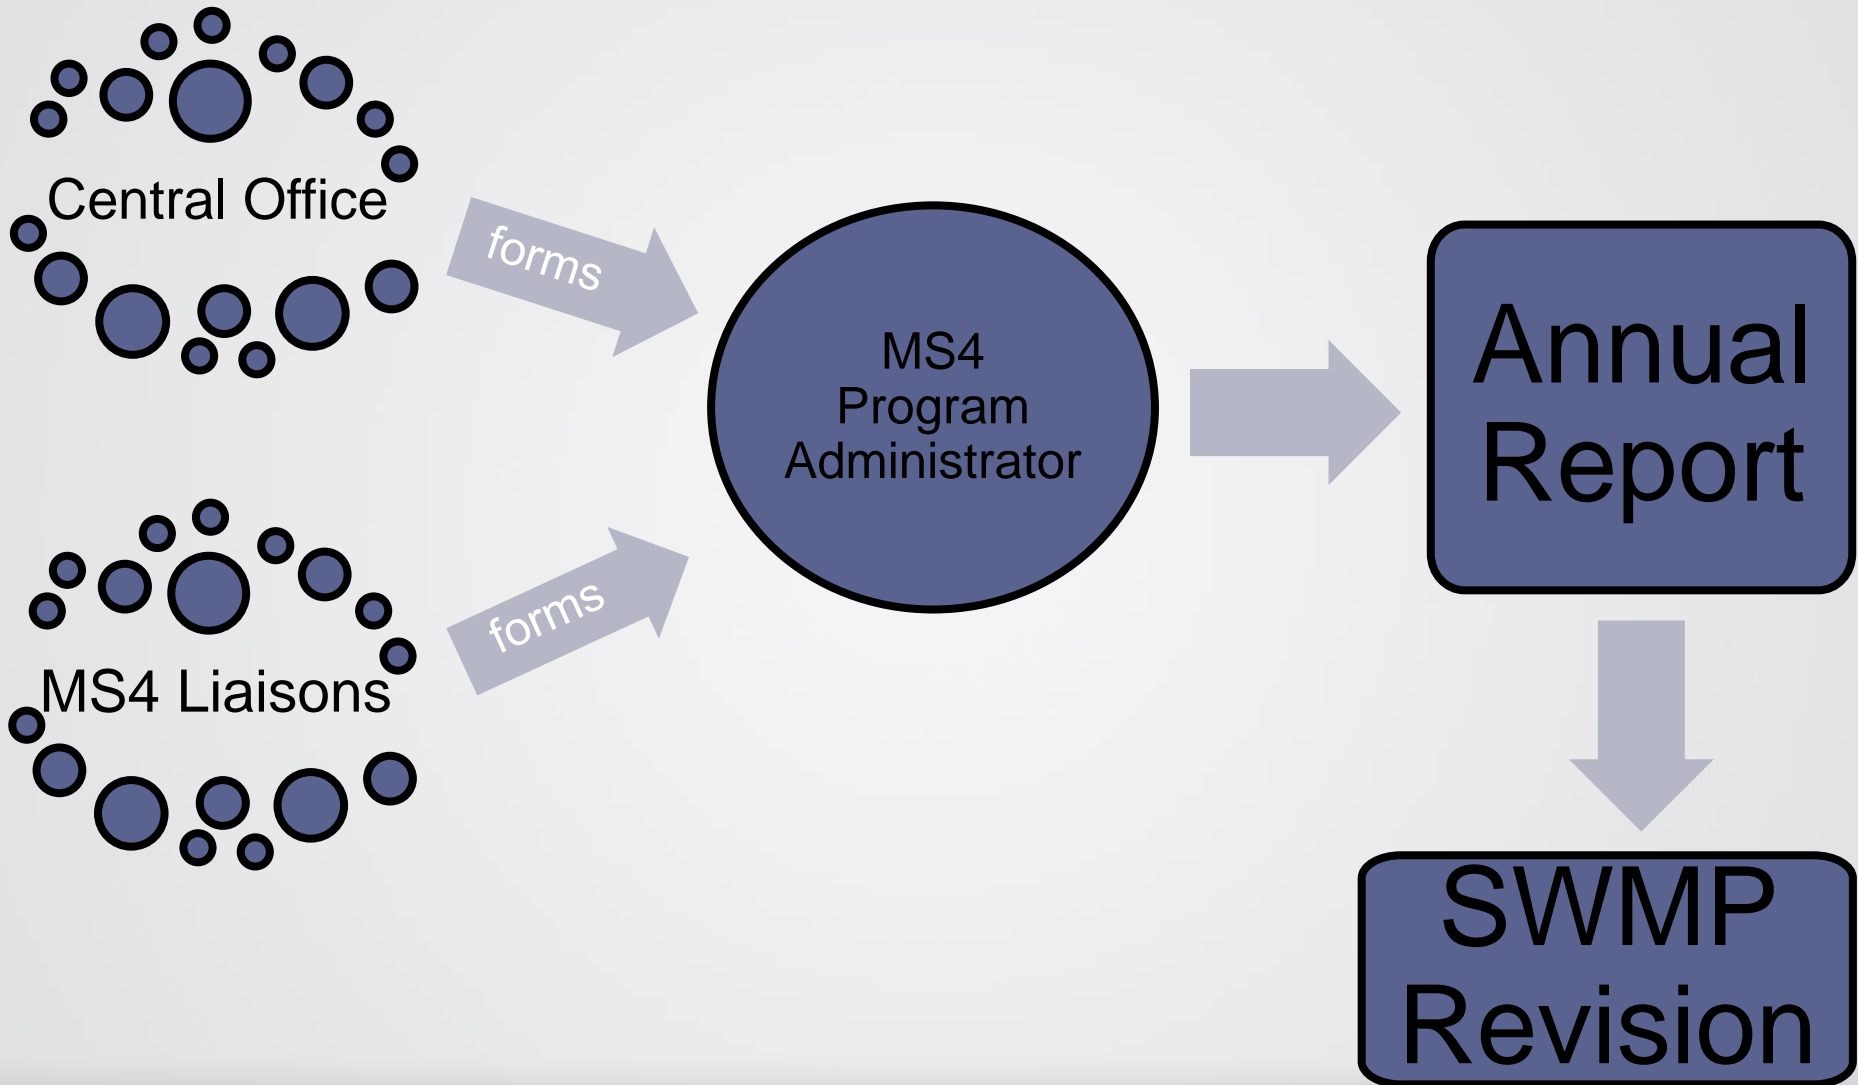 Central Office
forms
MS4 Liaisons
forms
MS4
Program
Administrator
Annual
Report
SWMP
Revision